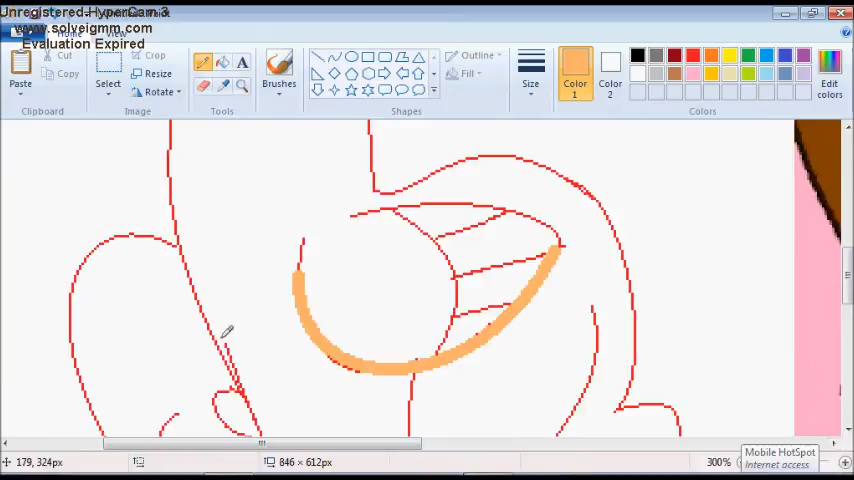 Unregistered HyperCam 3
www.solveigmm.com
Evaluation Expired
Home
Paste
Cut
Copy
Clipboard
Select
Crop
Resize
Rotate
Image
Tools
Brushes
Shapes
Outline
Fill
Size
Color
1
Color
2
Edit
colors
Colors
179, 324px
846 × 612px
300%
Mobile HotSpot
Internet access